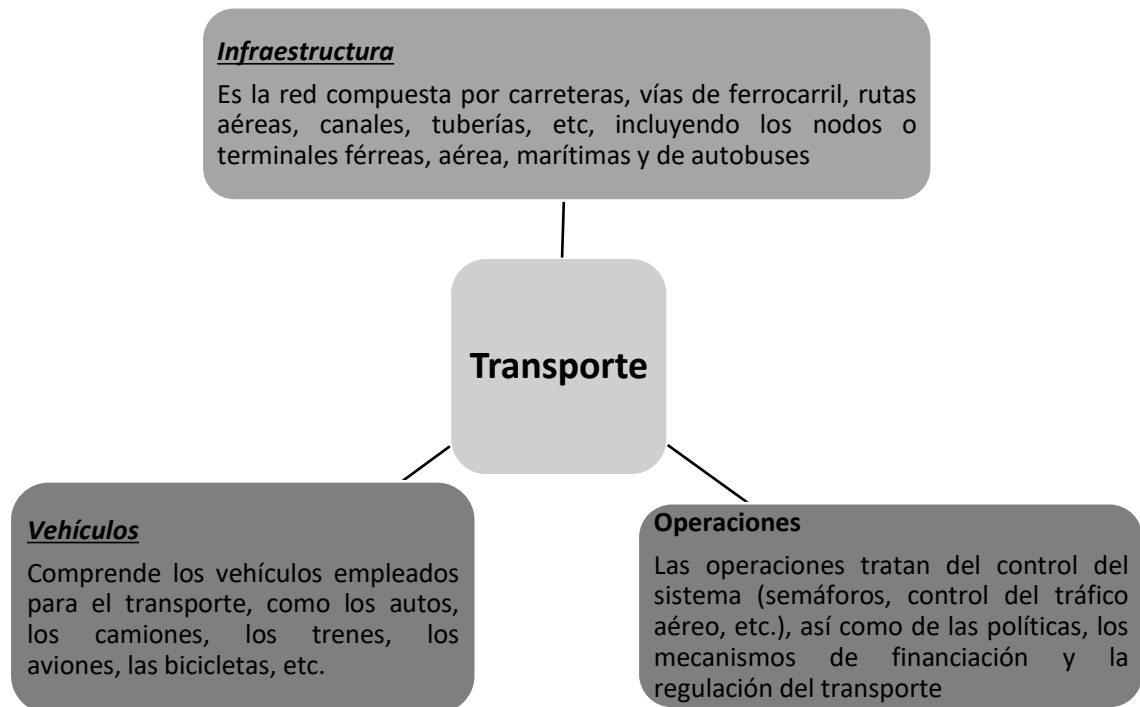 Infraestructura
Es la red compuesta por carreteras, vías de ferrocarril, rutas
aéreas, canales, tuberías, etc, incluyendo los nodos o
terminales férreas, aérea, marítimas y de autobuses
Transporte
Vehículos
Comprende los vehículos empleados
para el transporte, como los autos,
los camiones, los trenes, los
aviones, las bicicletas, etc.
Operaciones
Las operaciones tratan del control del
sistema (semáforos, control del tráfico
aéreo, etc.), así como de las políticas, los
mecanismos de financiación y la
regulación del transporte